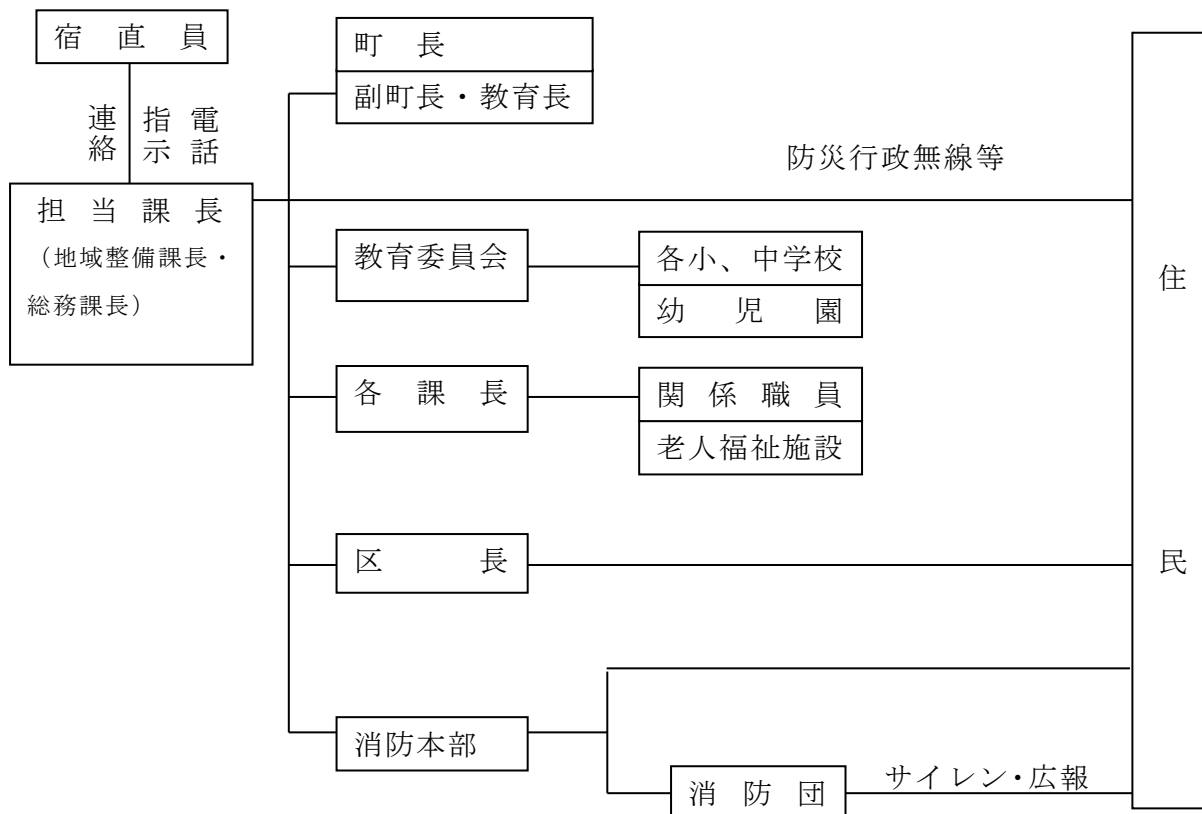 宿直員
連絡
指示
電話
担当課長
（地域整備課長・
総務課長）
町長
副町長・教育長
防災行政無線等
教育委員会
各小、中学校
幼児園
各課長
関係職員
老人福祉施設
区長
消防本部
消防団
サイレン・広報
住民